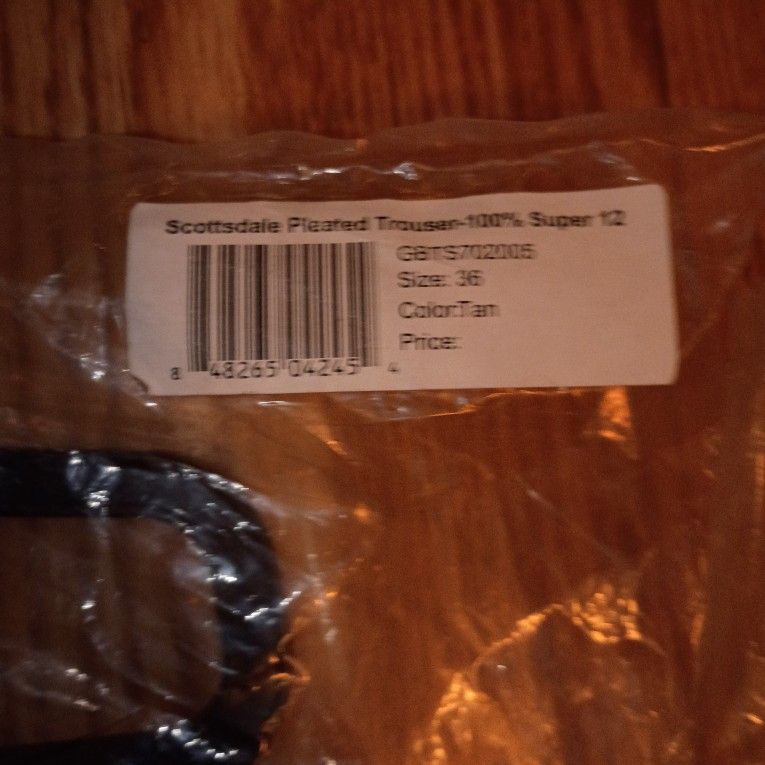 Scottsdale Pleated Trouser-100% Super 12
GBTS702005
Size: 36
Color:Tan
Price:
8 48265 04245 4